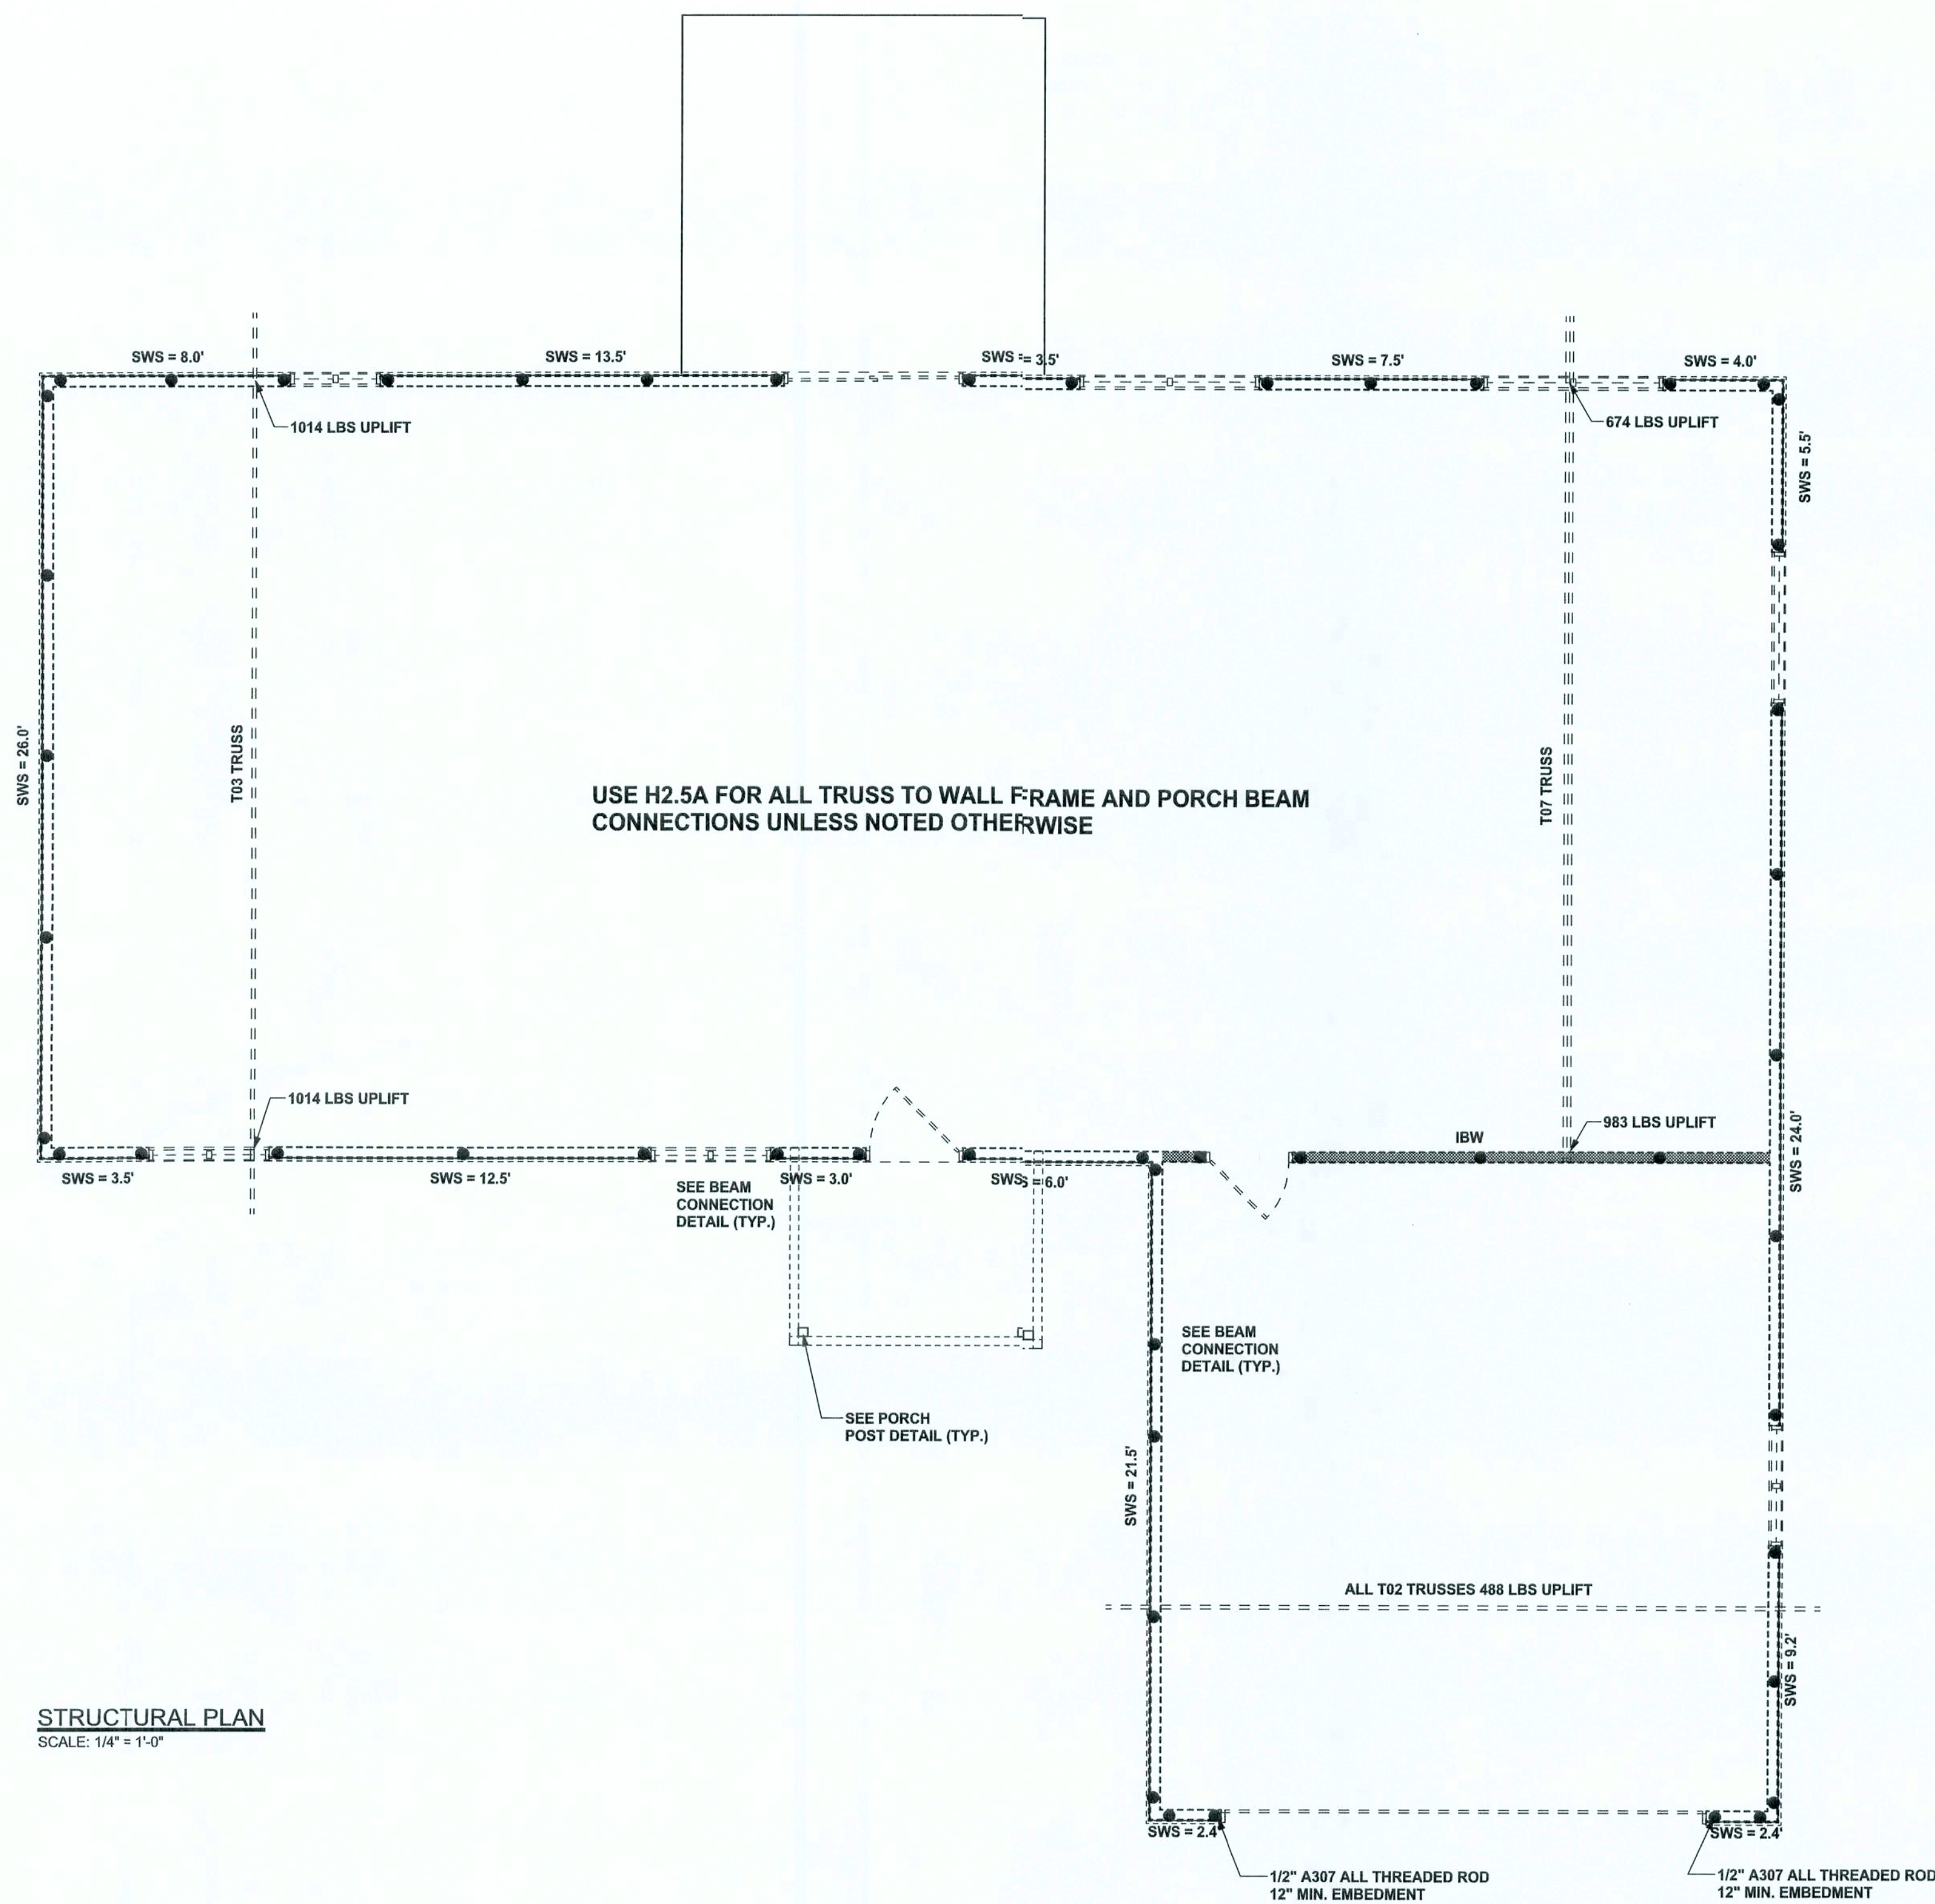 SWS = 8.0'
SWS = 13.5'
SWS = 3.5'
SWS = 7.5'
SWS = 4.0'
1014 LBS UPLIFT
674 LBS UPLIFT
SWS = 5.5'
SWS = 26.0'
T03 TRUSS
T07 TRUSS
USE H2.5A FOR ALL TRUSS TO WALL FRAME AND PORCH BEAM
CONNECTIONS UNLESS NOTED OTHERWISE
1014 LBS UPLIFT
983 LBS UPLIFT
IBW
SWS = 24.0'
SWS = 3.5'
SWS = 12.5'
SEE BEAM
CONNECTION
DETAIL (TYP.)
SWS = 3.0'
SWS = 6.0'
SEE BEAM
CONNECTION
DETAIL (TYP.)
SEE PORCH
POST DETAIL (TYP.)
SWS = 21.5'
ALL T02 TRUSSES 488 LBS UPLIFT
SWS = 9.2'
STRUCTURAL PLAN
SCALE: 1/4" = 1'-0"
SWS = 2.4'
SWS = 2.4'
1/2" A307 ALL THREADED ROD
12" MIN. EMBEDMENT
1/2" A307 ALL THREADED ROD
12" MIN. EMBEDMENT